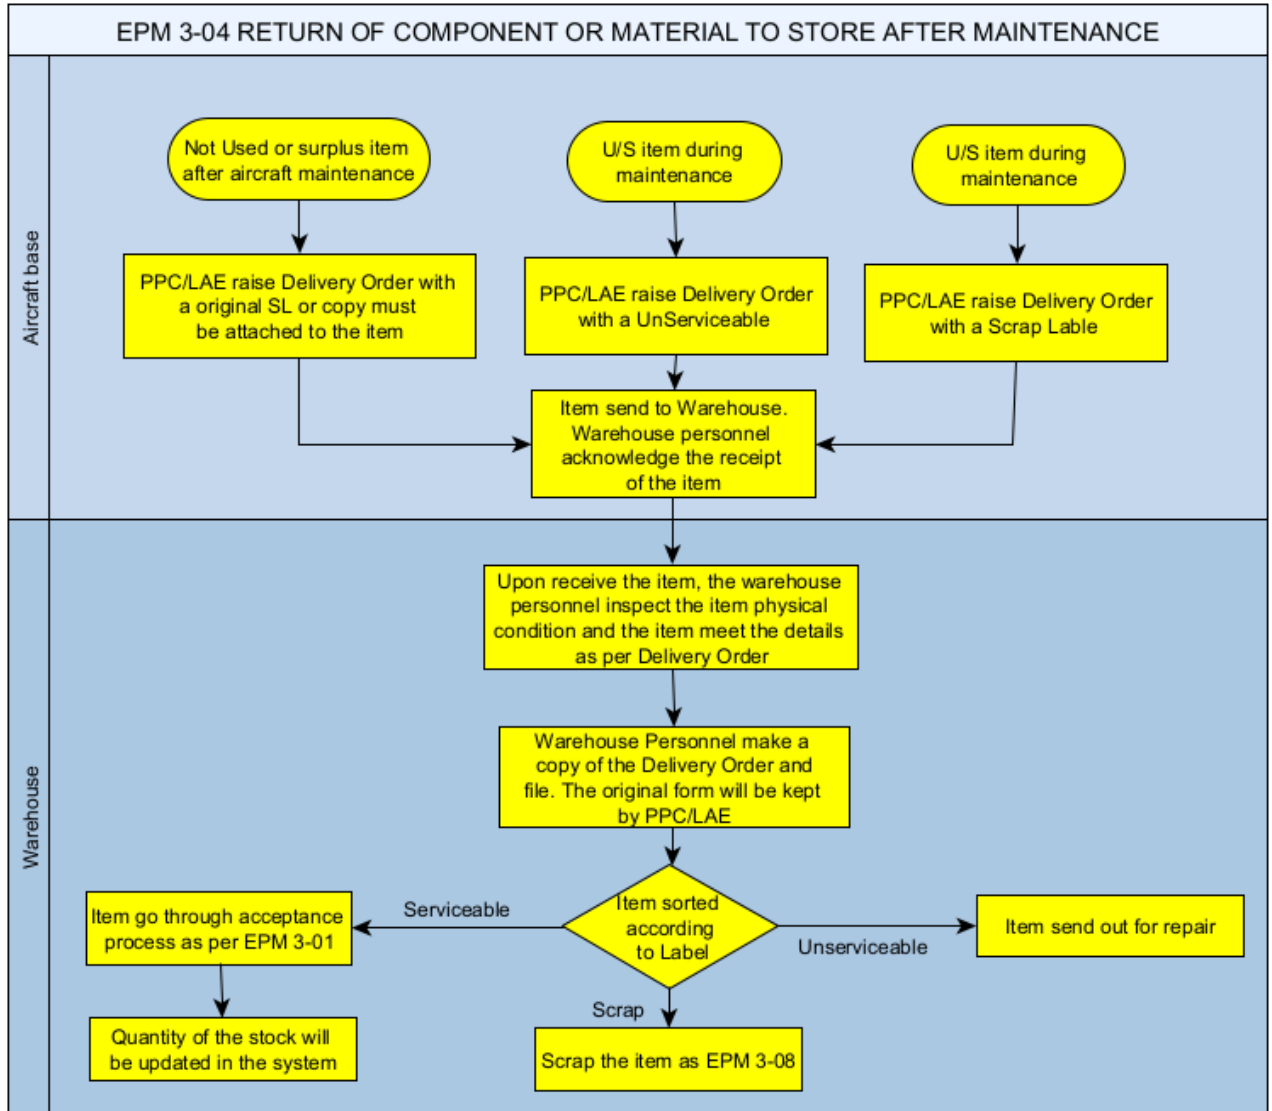 EPM 3-04 RETURN OF COMPONENT OR MATERIAL TO STORE AFTER MAINTENANCE
Aircraft base
Not Used or surplus item
after aircraft maintenance
U/S item during
maintenance
U/S item during
maintenance
PPC/LAE raise Delivery Order with
a original SL or copy must
be attached to the item
PPC/LAE raise Delivery Order
with a UnServiceable
PPC/LAE raise Delivery Order
with a Scrap Lable
Item send to Warehouse.
Warehouse personnel
acknowledge the receipt
of the item
Warehouse
Upon receive the item, the warehouse
personnel inspect the item physical
condition and the item meet the details
as per Delivery Order
Warehouse Personnel make a
copy of the Delivery Order and
file. The original form will be kept
by PPC/LAE
Item sorted
according
to Label
Serviceable
Item go through acceptance
process as per EPM 3-01
Quantity of the stock will
be updated in the system
Unserviceable
Item send out for repair
Scrap
Scrap the item as EPM 3-08